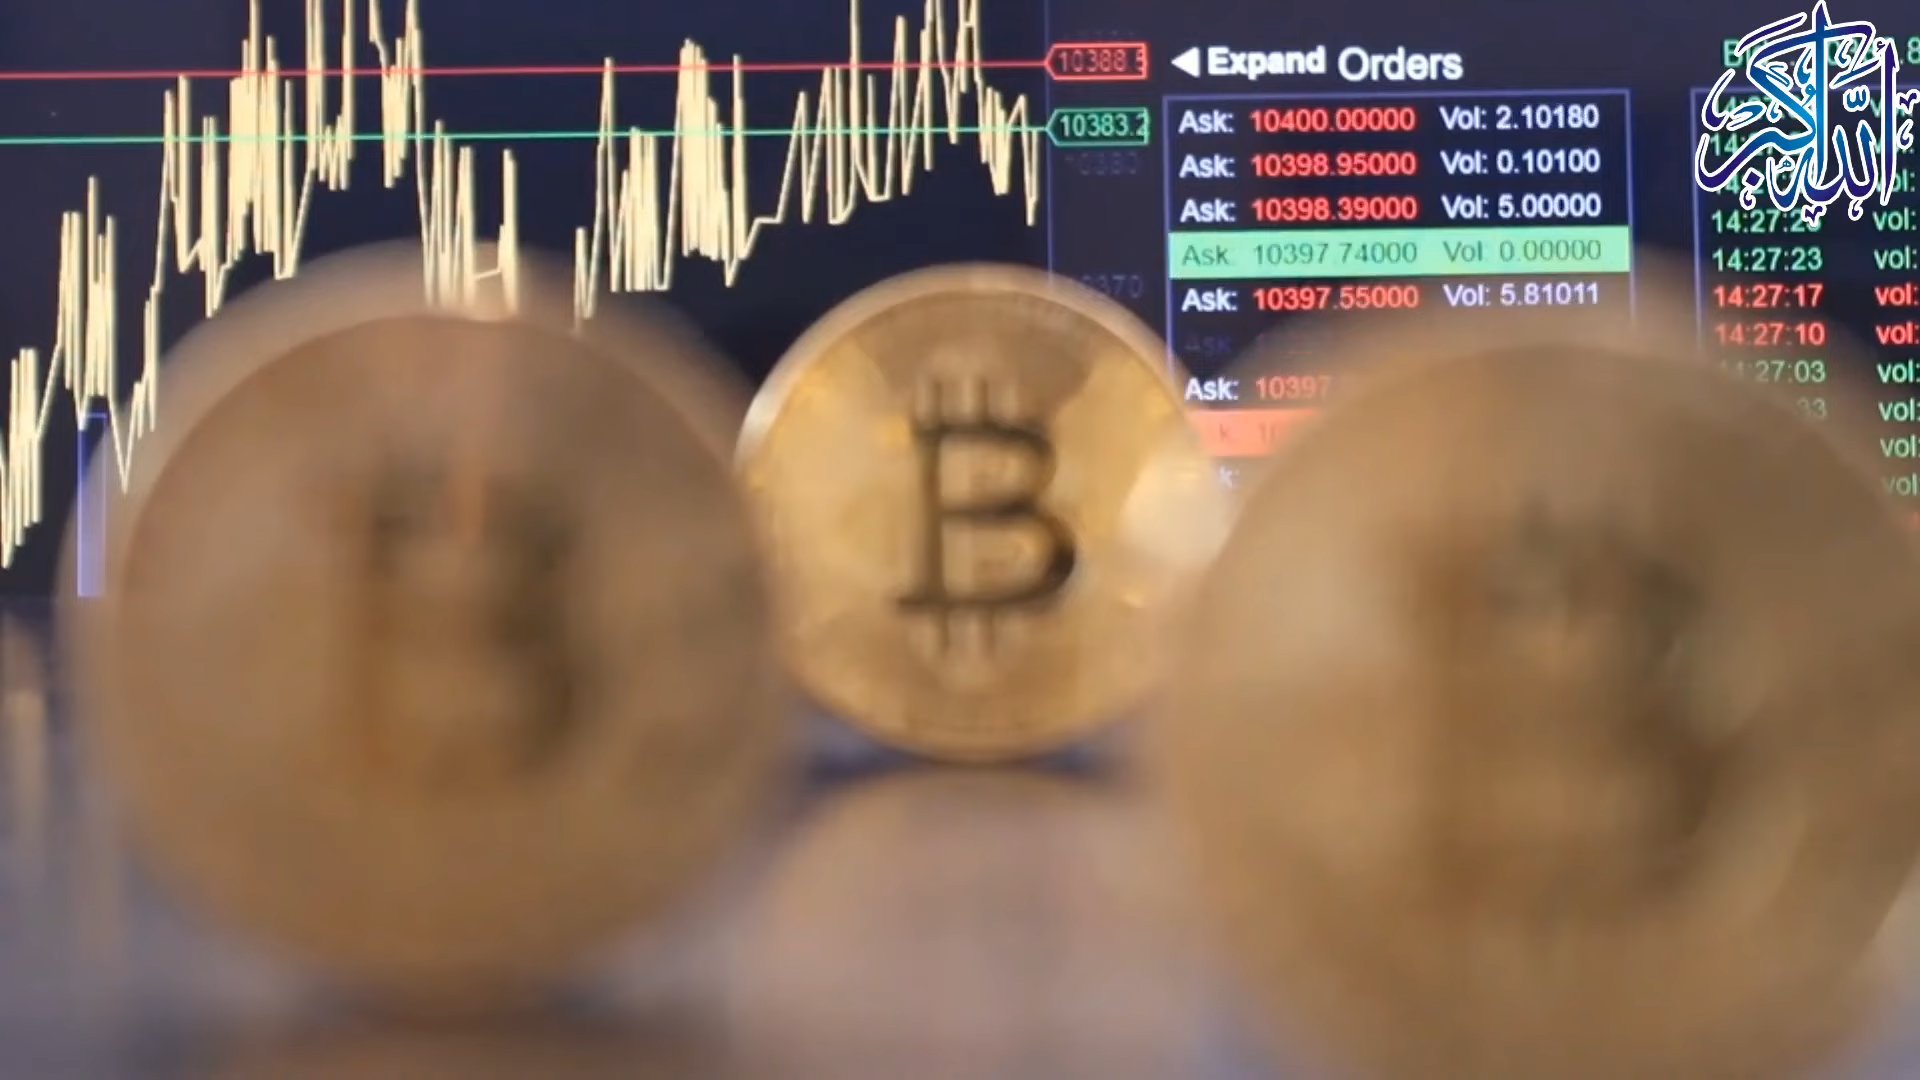 10388.5
10383.2
10380
Expand Orders
Ask: 10400.00000 Vol: 2.10180
Ask: 10398.95000 Vol: 0.10100
Ask: 10398.39000 Vol: 5.00000
Ask: 10397.74000 Vol: 0.00000
Ask: 10397.55000 Vol: 5.81011
Ask: 10397
الله أكبر
14:27:23 vol:
14:27:17 vol:
14:27:10 vol:
27:03 vol:
vol:
vol:
vol:
B